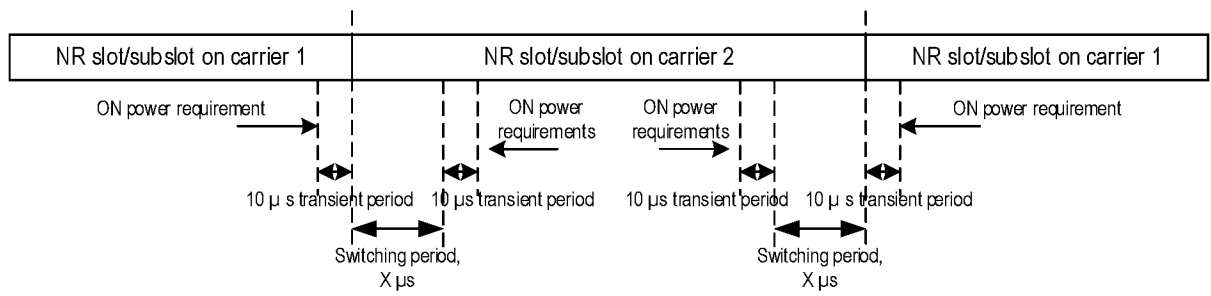 NR slot/subslot on carrier 1
NR slot/subslot on carrier 2
NR slot/subslot on carrier 1
ON power requirement
ON power
requirements
ON power
requirements
ON power requirement
10 µ s transient period
10 µs transient period
10 µs transient period
10 µ s transient period
Switching period,
X µs
Switching period,
X µs